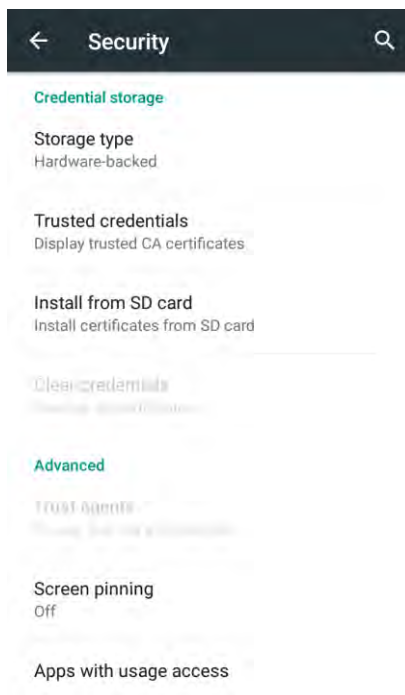 Security
Credential storage
Storage type
Hardware-backed
Trusted credentials
Display trusted CA certificates
Install from SD card
Install certificates from SD card
Clear credentials
Advanced
Trust agents
Screen pinning
Off
Apps with usage access